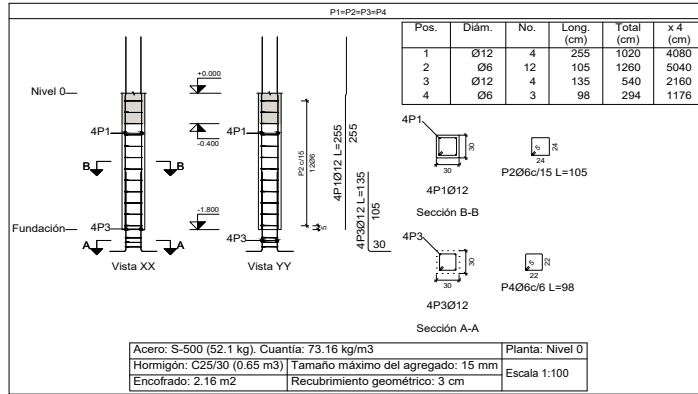 P1=P2=P3=P4
Pos. Diám. No. Long. (cm) Total (cm) x 4 (cm)
1 Ø12 4 255 1020 4080
2 Ø6 12 105 1260 5040
3 Ø12 4 135 540 2160
4 Ø6 3 98 294 1176
Nivel 0
+0.000
4P1
-0.400
4P1
B
B
P2 c/15
12Ø6
4P1Ø12 L=255
255
Fundación
4P3
-1.800
4P3
5
A
A
4P3Ø12 L=135
105
30
Vista XX
Vista YY
4P1
30
30
4P1Ø12
Sección B-B
5
24
24
P2Ø6c/15 L=105
4P3
30
30
4P3Ø12
Sección A-A
5
22
22
P4Ø6c/6 L=98
Acero: S-500 (52.1 kg). Cuantía: 73.16 kg/m3
Planta: Nivel 0
Hormigón: C25/30 (0.65 m3)
Tamaño máximo del agregado: 15 mm
Escala 1:100
Encofrado: 2.16 m2
Recubrimiento geométrico: 3 cm